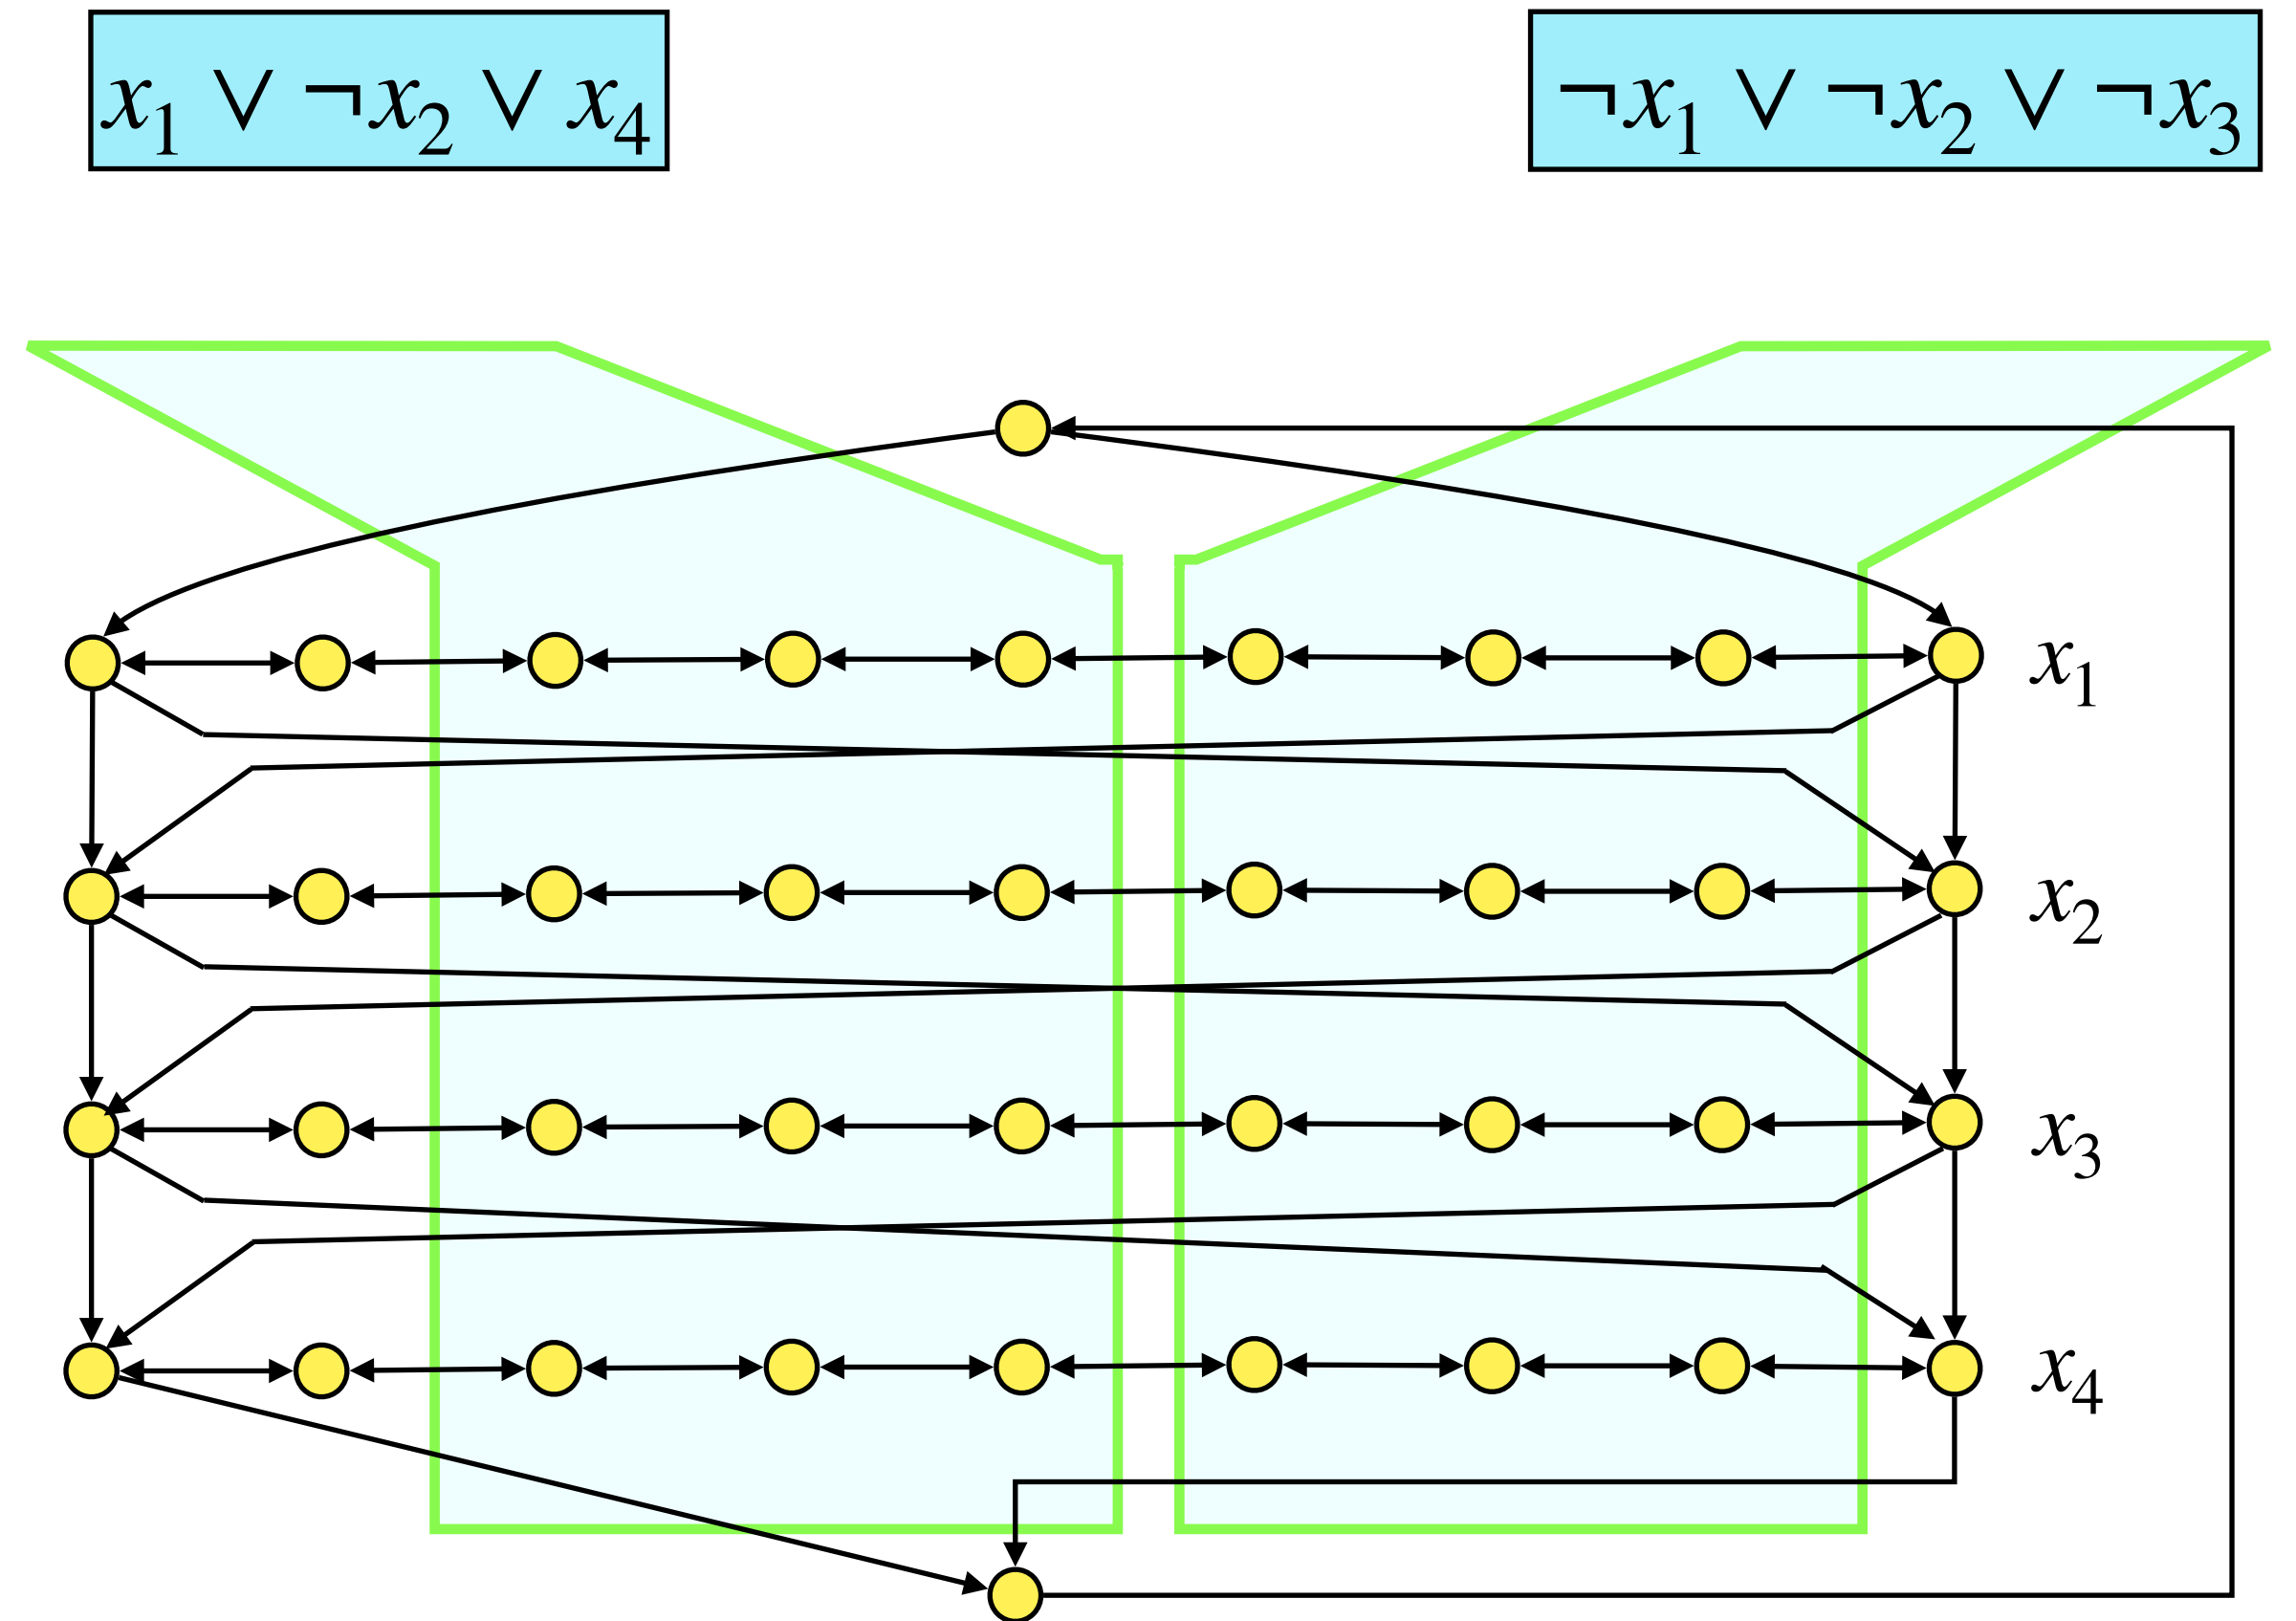 x₁ ∨ ¬x₂ ∨ x₄
¬x₁ ∨ ¬x₂ ∨ ¬x₃
x₁
x₂
x₃
x₄